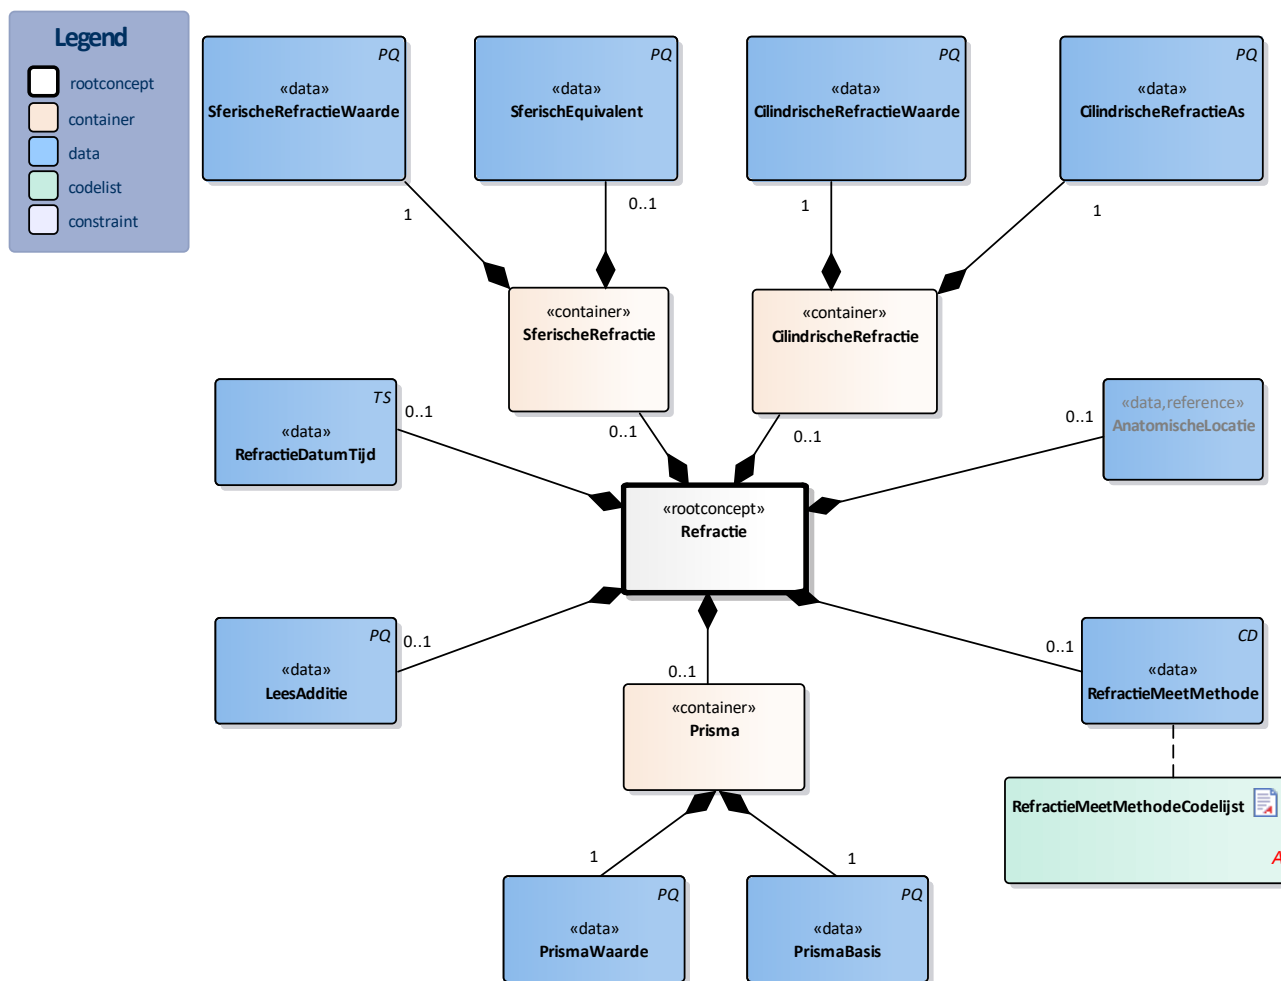 Legend
rootconcept
container
data
codelist
constraint
PQ
«data»
SferischeRefractieWaarde
PQ
«data»
SferischEquivalent
PQ
«data»
CilindrischeRefractieWaarde
PQ
«data»
CilindrischeRefractieAs
1
0..1
1
1
«container»
SferischeRefractie
«container»
CilindrischeRefractie
TS
«data»
RefractieDatumTijd
0..1
0..1
0..1
0..1
«data,reference»
AnatomischeLocatie
«rootconcept»
Refractie
PQ
«data»
LeesAdditie
0..1
0..1
0..1
CD
«data»
RefractieMeetMethode
«container»
Prisma
RefractieMeetMethodeCodelijst
A
A
1
1
PQ
«data»
PrismaWaarde
PQ
«data»
PrismaBasis